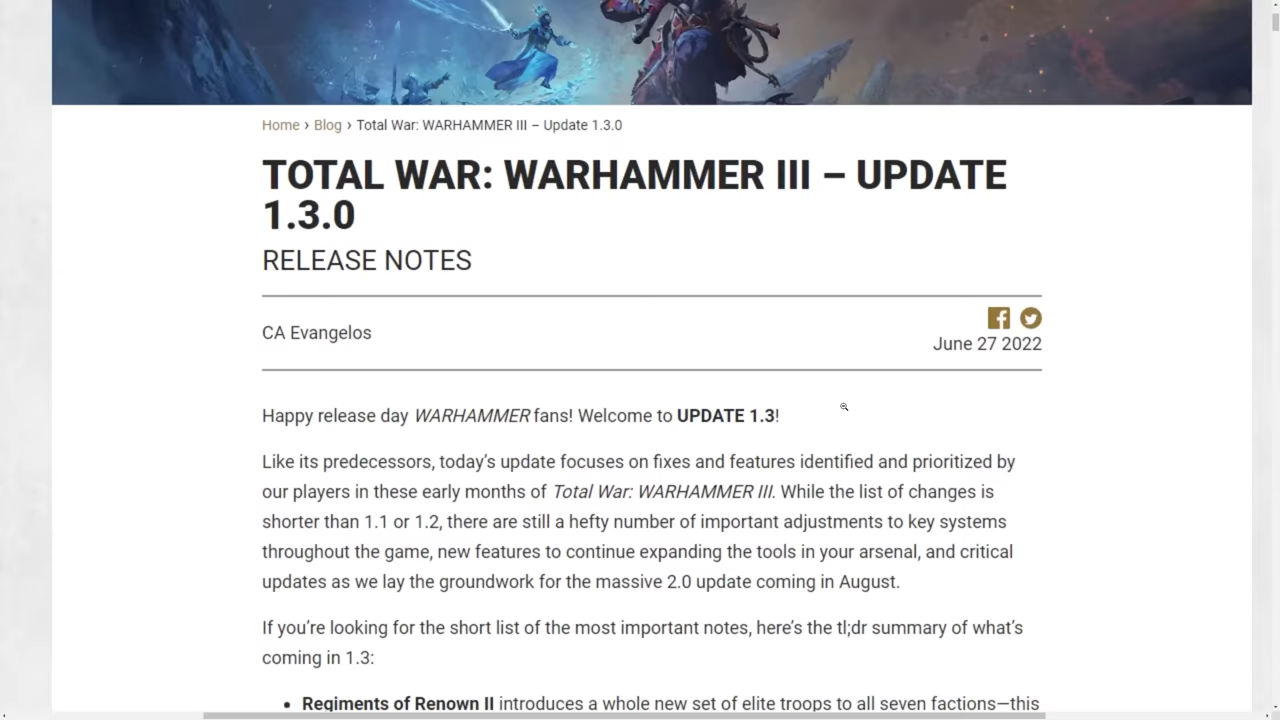 Home › Blog › Total War: WARHAMMER III – Update 1.3.0
TOTAL WAR: WARHAMMER III – UPDATE
1.3.0
RELEASE NOTES
CA Evangelos
June 27 2022
Happy release day WARHAMMER fans! Welcome to UPDATE 1.3!
Like its predecessors, today’s update focuses on fixes and features identified and prioritized by
our players in these early months of Total War: WARHAMMER III. While the list of changes is
shorter than 1.1 or 1.2, there are still a hefty number of important adjustments to key systems
throughout the game, new features to continue expanding the tools in your arsenal, and critical
updates as we lay the groundwork for the massive 2.0 update coming in August.
If you’re looking for the short list of the most important notes, here’s the tl;dr summary of what’s
coming in 1.3:
• Regiments of Renown II introduces a whole new set of elite troops to all seven factions—this